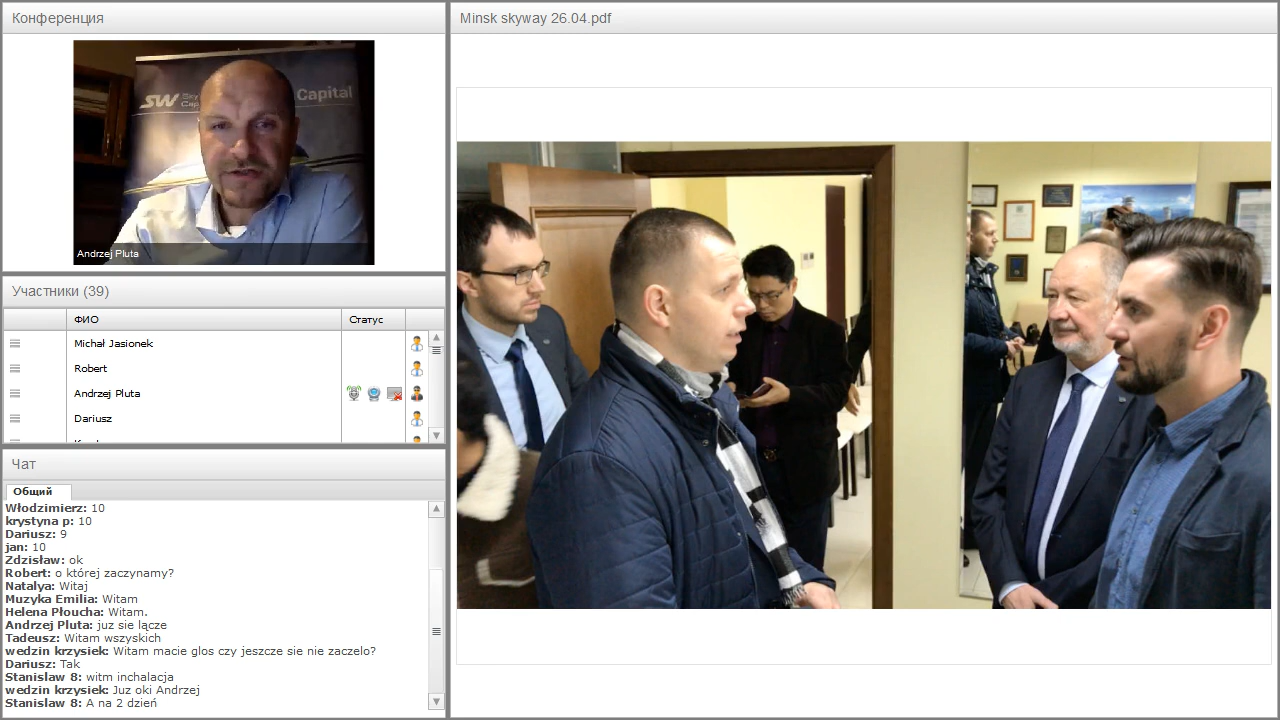 Конференция
SW
Capital
Andrzej Pluta
Участники (39)
ФИО
Статус
Michał Jasionek
Robert
Andrzej Pluta
Dariusz
Чат
Общий
Włodzimierz: 10
krystyna p: 10
Dariusz: 9
jan: 10
Zdzisław: ok
Robert: o której zaczynamy?
Natalya: Witaj
Muzyka Emilia: Witam
Helena Płoucha: Witam.
Andrzej Pluta: juz sie lącze
Tadeusz: Witam wszyskich
wedzin krzysiek: Witam macie glos czy jeszcze sie nie zaczelo?
Dariusz: Tak
Stanislaw 8: witm inchalacja
wedzin krzysiek: Juz oki Andrzej
Stanislaw 8: A na 2 dzień
Minsk skyway 26.04.pdf